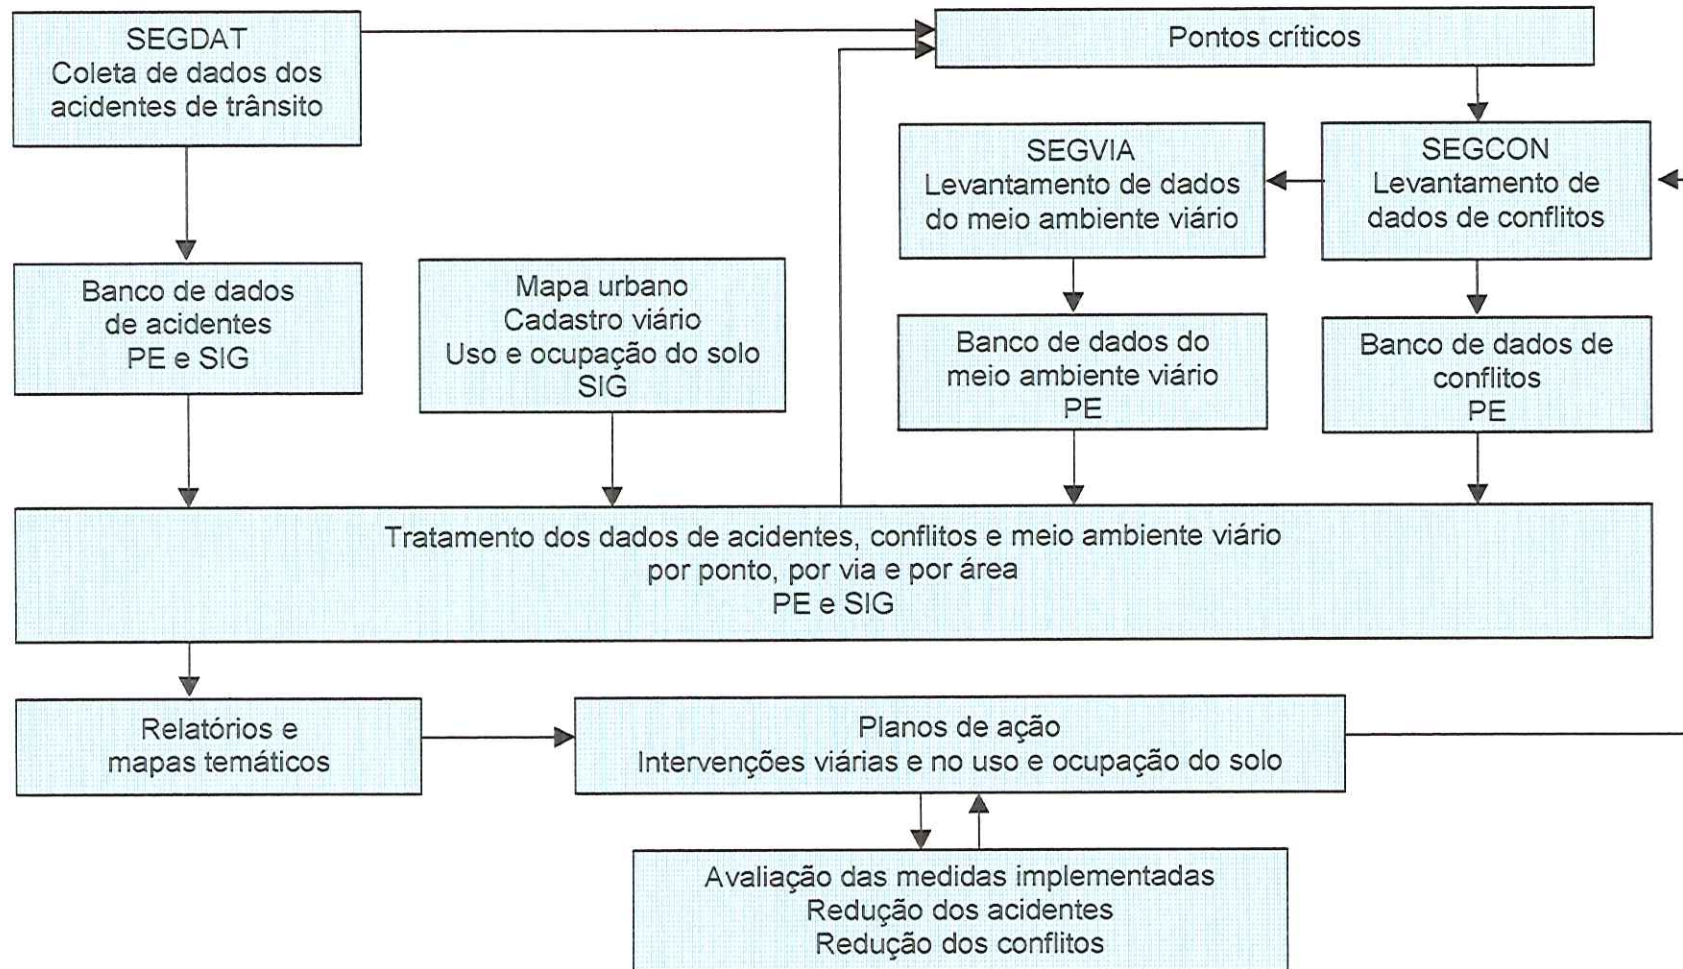 SEGDAT
Coleta de dados dos
acidentes de trânsito
Pontos críticos
SEGVIA
Levantamento de dados
do meio ambiente viário
SEGCON
Levantamento de
dados de conflitos
Banco de dados
de acidentes
PE e SIG
Mapa urbano
Cadastro viário
Uso e ocupação do solo
SIG
Banco de dados do
meio ambiente viário
PE
Banco de dados de
conflitos
PE
Tratamento dos dados de acidentes, conflitos e meio ambiente viário
por ponto, por via e por área
PE e SIG
Relatórios e
mapas temáticos
Planos de ação
Intervenções viárias e no uso e ocupação do solo
Avaliação das medidas implementadas
Redução dos acidentes
Redução dos conflitos